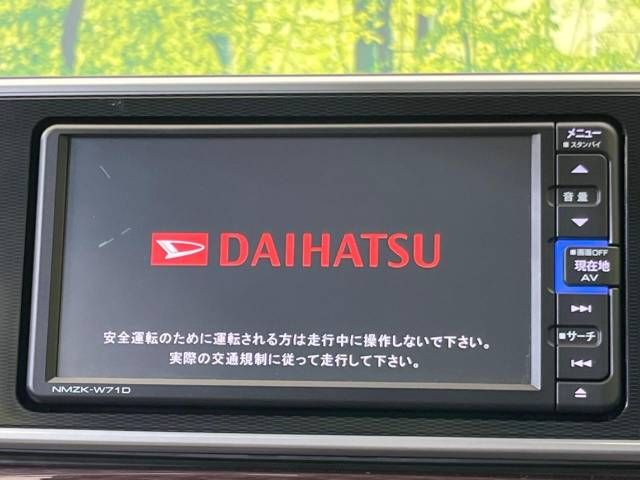 メニュー
■スタンバイ
音量
■画面OFF
現在地
AV
■サーチ
DAIHATSU
安全運転のために運転される方は走行中に操作しないで下さい。
実際の交通規制に従って走行して下さい。
NMZK-W71D